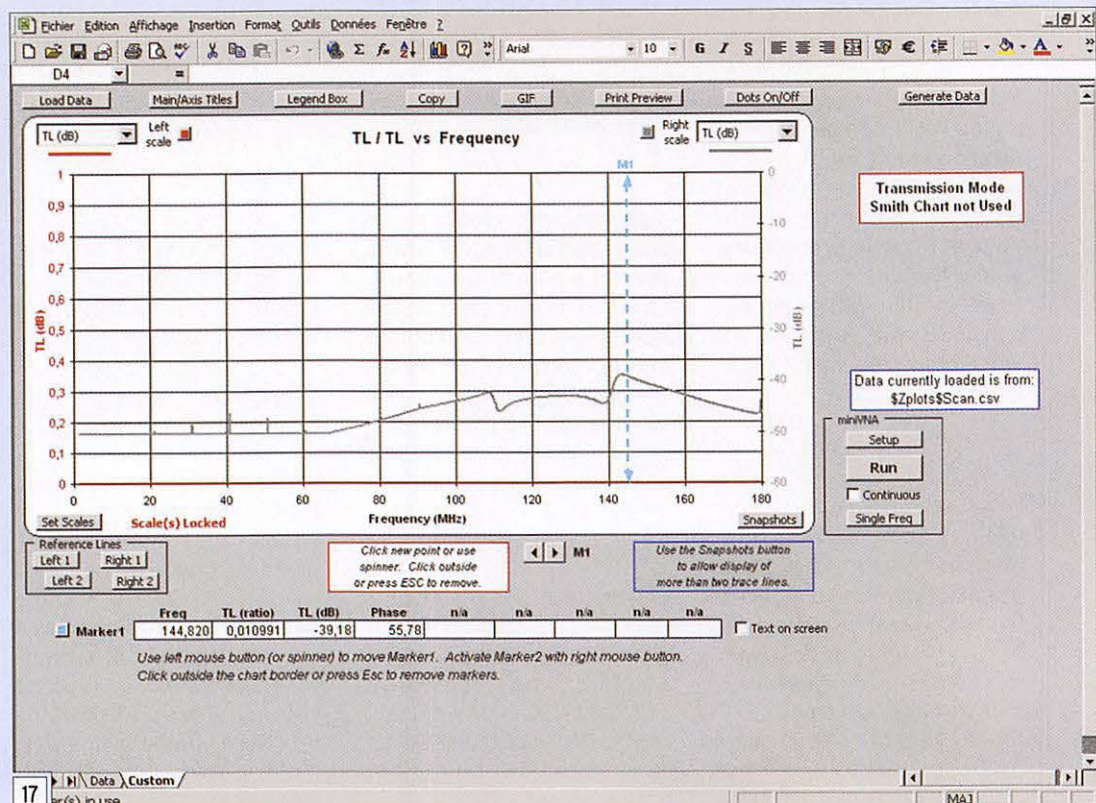 Fichier Edition Affichage Insertion Format Outils Données Fenêtre ?
Arial 10 G I S
D4 =
Load Data Main/Axis Titles Legend Box Copy GIF Print Preview Dots On/Off Generate Data
TL (dB) Left scale TL / TL vs Frequency Right scale TL (dB)
M1
1
0,9
0,8
0,7
0,6
0,5
0,4
0,3
0,2
0,1
0
TL (dB)
0
-10
-20
-30
-40
-50
-60
TL (dB)
0 20 40 60 80 100 120 140 160 180
Set Scales Scale(s) Locked Frequency (MHz) Snapshots
Transmission Mode
Smith Chart not Used
Data currently loaded is from:
$Zplots$Scan.csv
miniVNA
Setup
Run
Continuous
Single Freq
Reference Lines
Left 1 Right 1
Left 2 Right 2
Click new point or use
spinner. Click outside
or press ESC to remove.
M1
Use the Snapshots button
to allow display of
more than two trace lines.
Freq TL (ratio) TL (dB) Phase n/a n/a n/a n/a n/a
Marker1 144,820 0,010991 -39,18 55,78 Text on screen
Use left mouse button (or spinner) to move Marker1. Activate Marker2 with right mouse button.
Click outside the chart border or press Esc to remove markers.
Data Custom
17 er(s) in use
MAJ